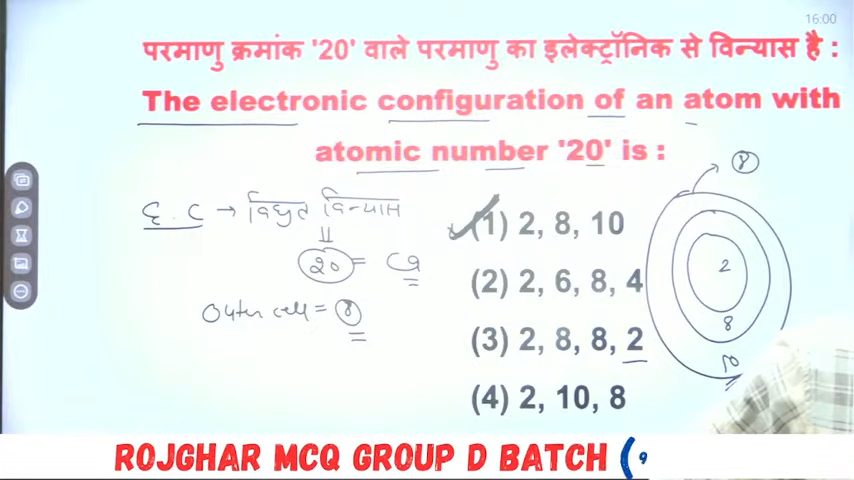 16:00
परमाणु क्रमांक '20' वाले परमाणु का इलेक्ट्रॉनिक से विन्यास है :
The electronic configuration of an atom with
atomic number '20' is :
E.C → विद्युत विन्यास
20 = Ca
Outer cell = 8
(1) 2, 8, 10
(2) 2, 6, 8, 4
(3) 2, 8, 8, 2
(4) 2, 10, 8
8
2
8
10
ROJGHAR MCQ GROUP D BATCH (